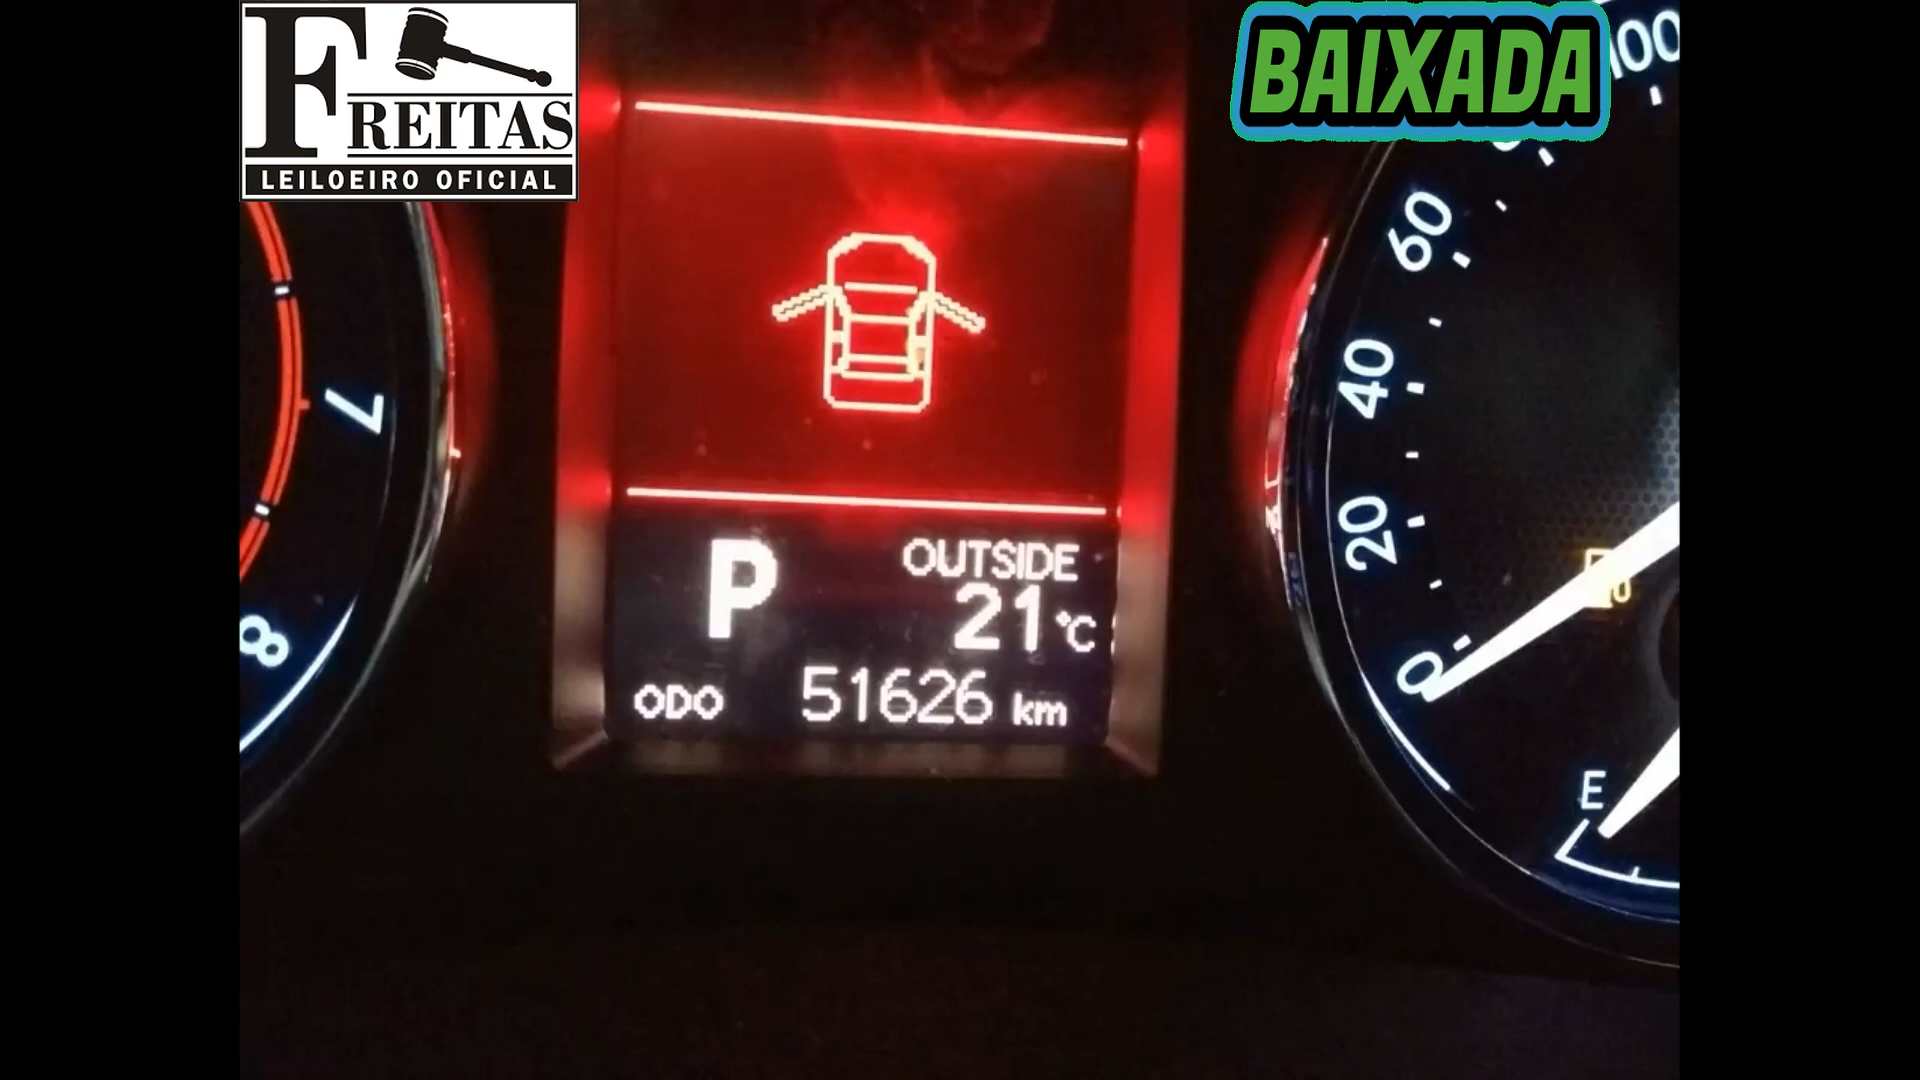 FREITAS
LEILOEIRO OFICIAL
BAIXADA
100
60
40
20
0
7
8
P
OUTSIDE
21°C
ODO 51626 km
E